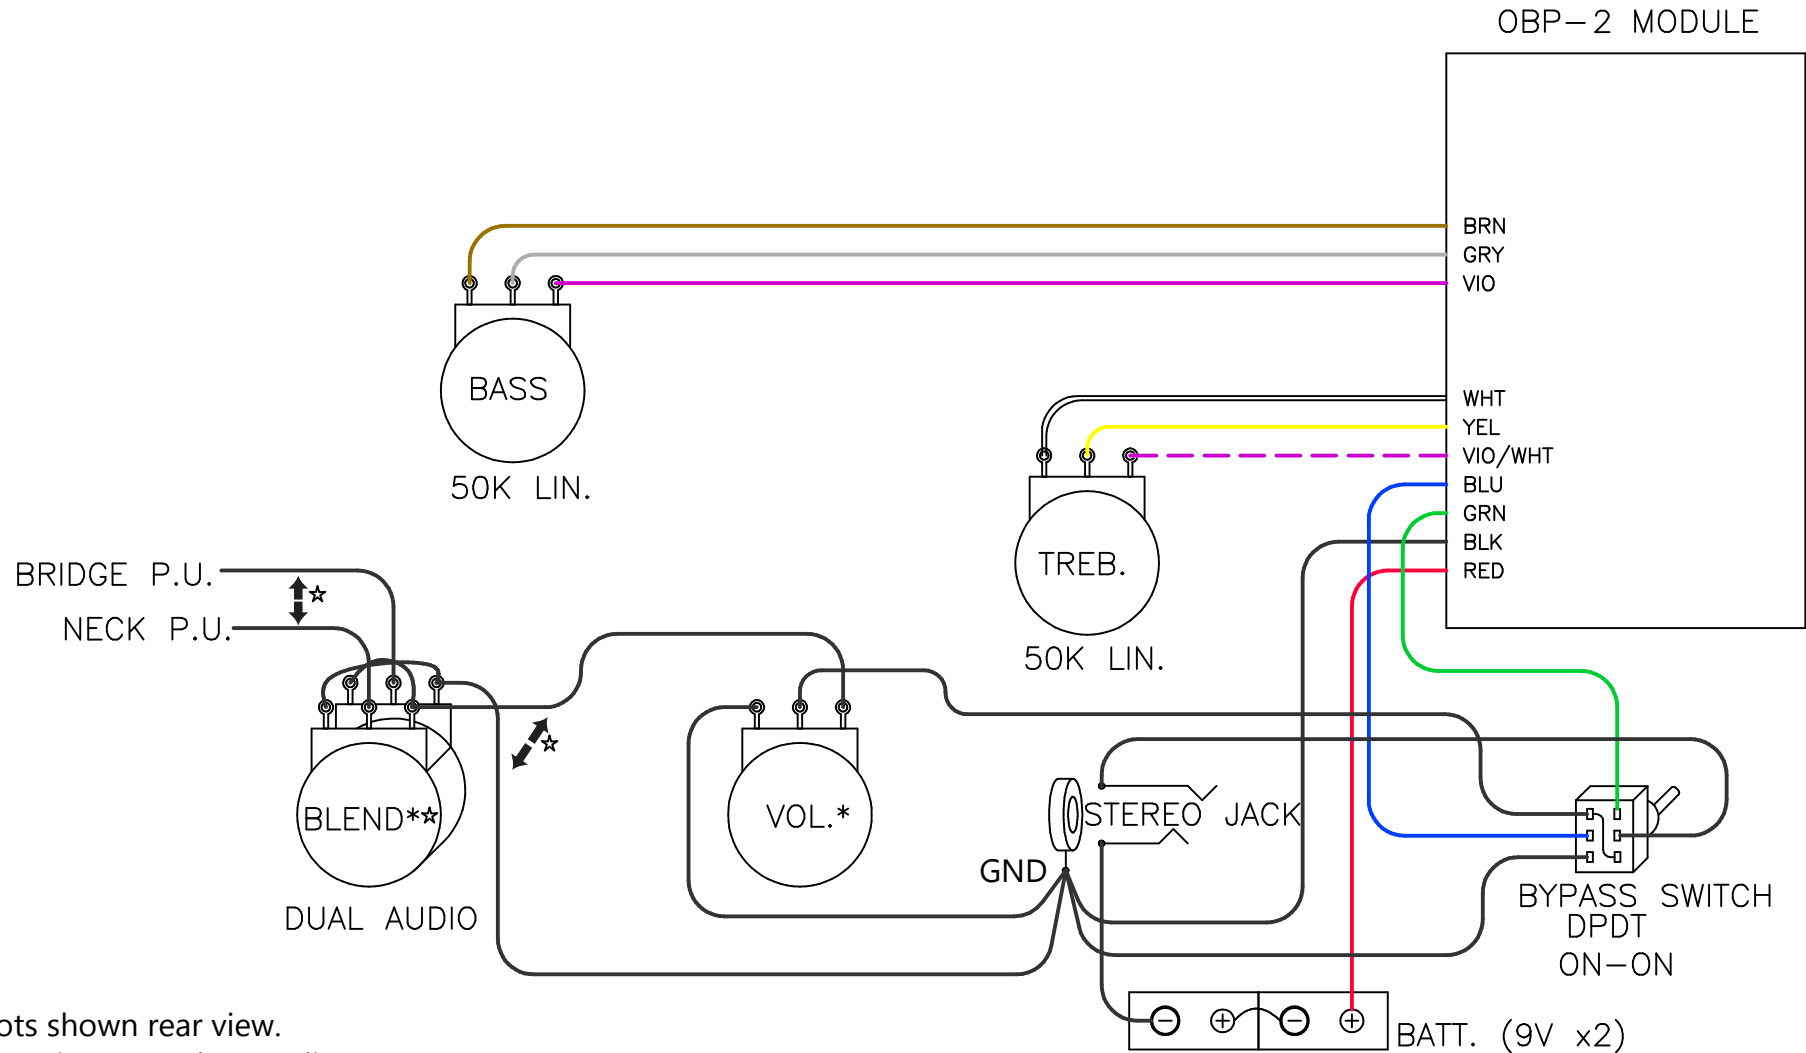 OBP-2 MODULE
BRN
GRY
VIO
BASS
50K LIN.
WHT
YEL
VIO/WHT
BLU
GRN
BLK
RED
TREB.
50K LIN.
BRIDGE P.U.
☆
NECK P.U.
☆
BLEND*☆
DUAL AUDIO
VOL.*
STEREO JACK
GND
BYPASS SWITCH
DPDT
ON-ON
BATT. (9V x2)
ots shown rear view.